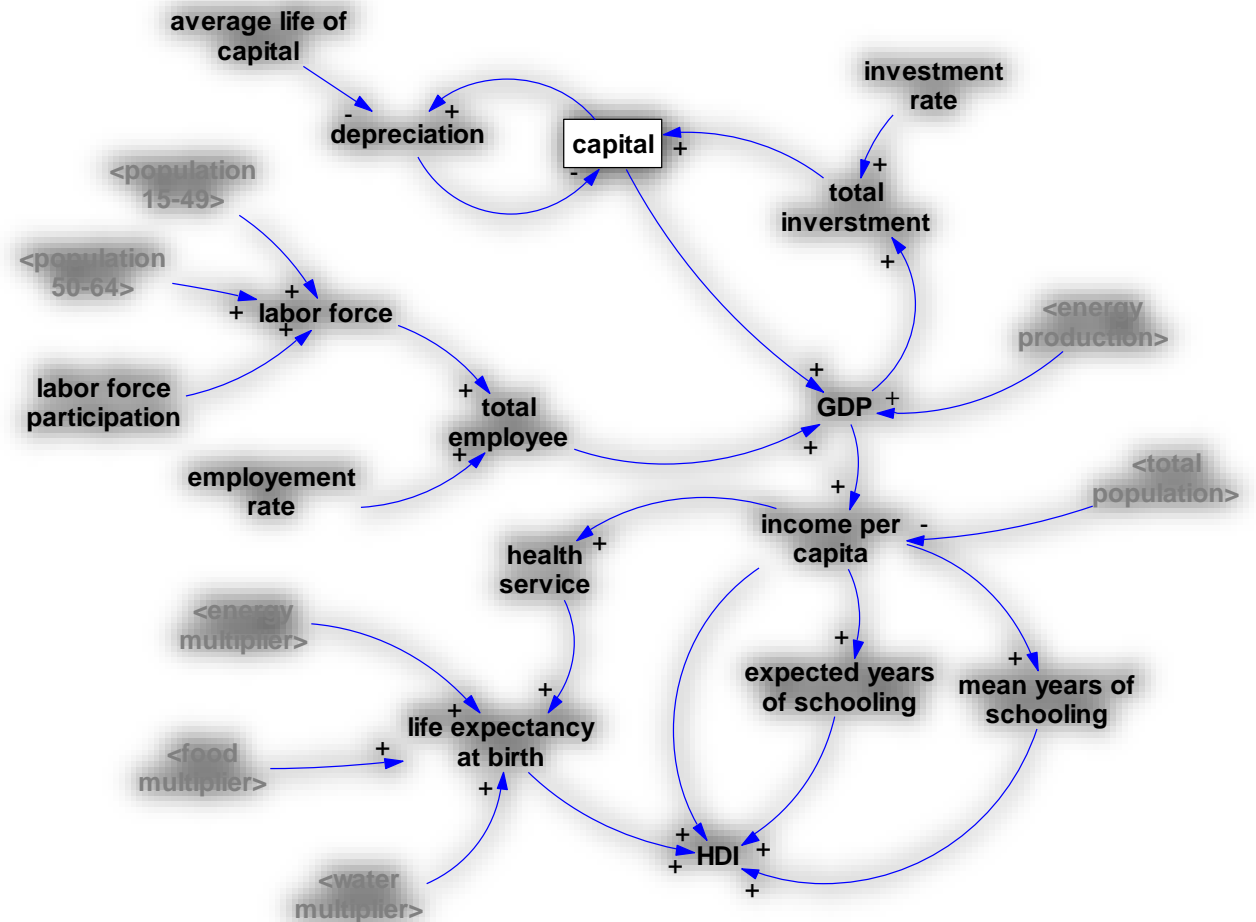 average life of
capital
investment
rate
-
+
depreciation
capital
+
-
+
total
inverstment
+
<population
15-49>
<population
50-64>
+
+
labor force
+
labor force
participation
<energy
production>
+
total
employee
+
employement
rate
+
GDP
+
+
+
<total
population>
income per
capita
-
+
health
service
<energy
multiplier>
+
expected years
of schooling
+
mean years of
schooling
+
+
life expectancy
at birth
+
<food
multiplier>
+
<water
multiplier>
+
+
HDI
+
+